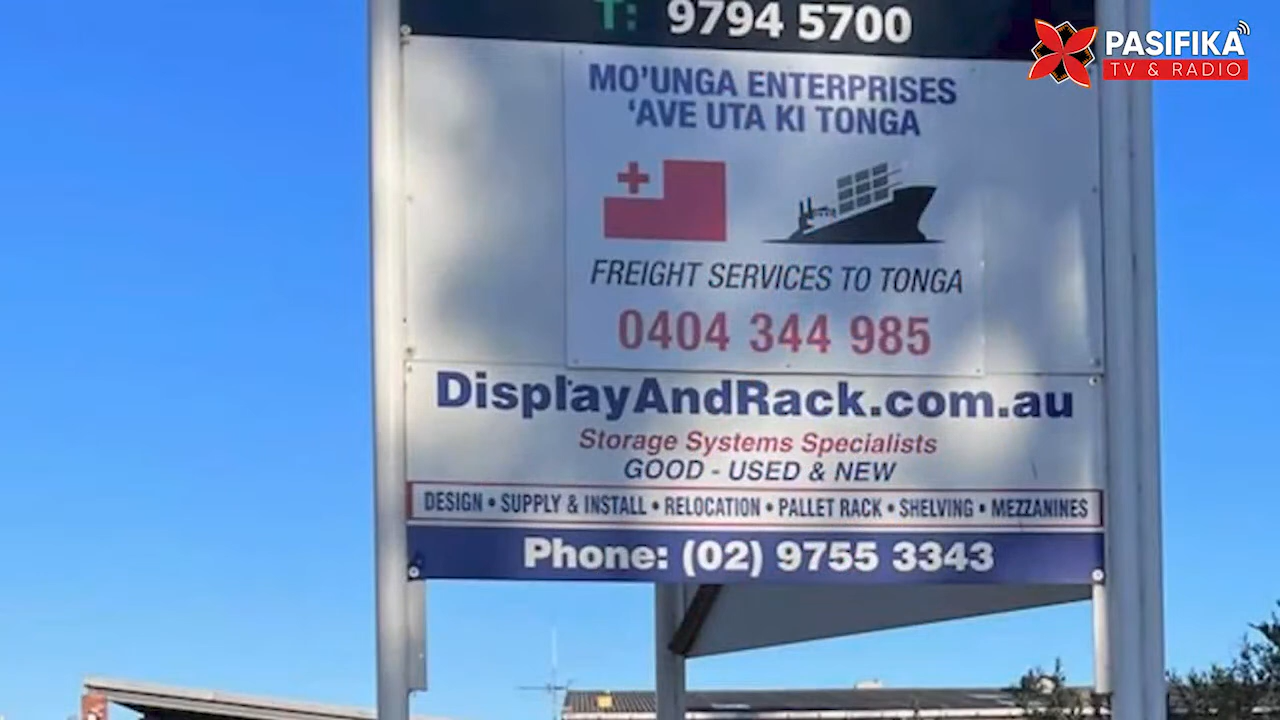 T: 9794 5700
PASIFIKA
TV & RADIO
MO'UNGA ENTERPRISES
'AVE UTA KI TONGA
FREIGHT SERVICES TO TONGA
0404 344 985
DisplayAndRack.com.au
Storage Systems Specialists
GOOD - USED & NEW
DESIGN • SUPPLY & INSTALL • RELOCATION • PALLET RACK • SHELVING • MEZZANINES
Phone: (02) 9755 3343